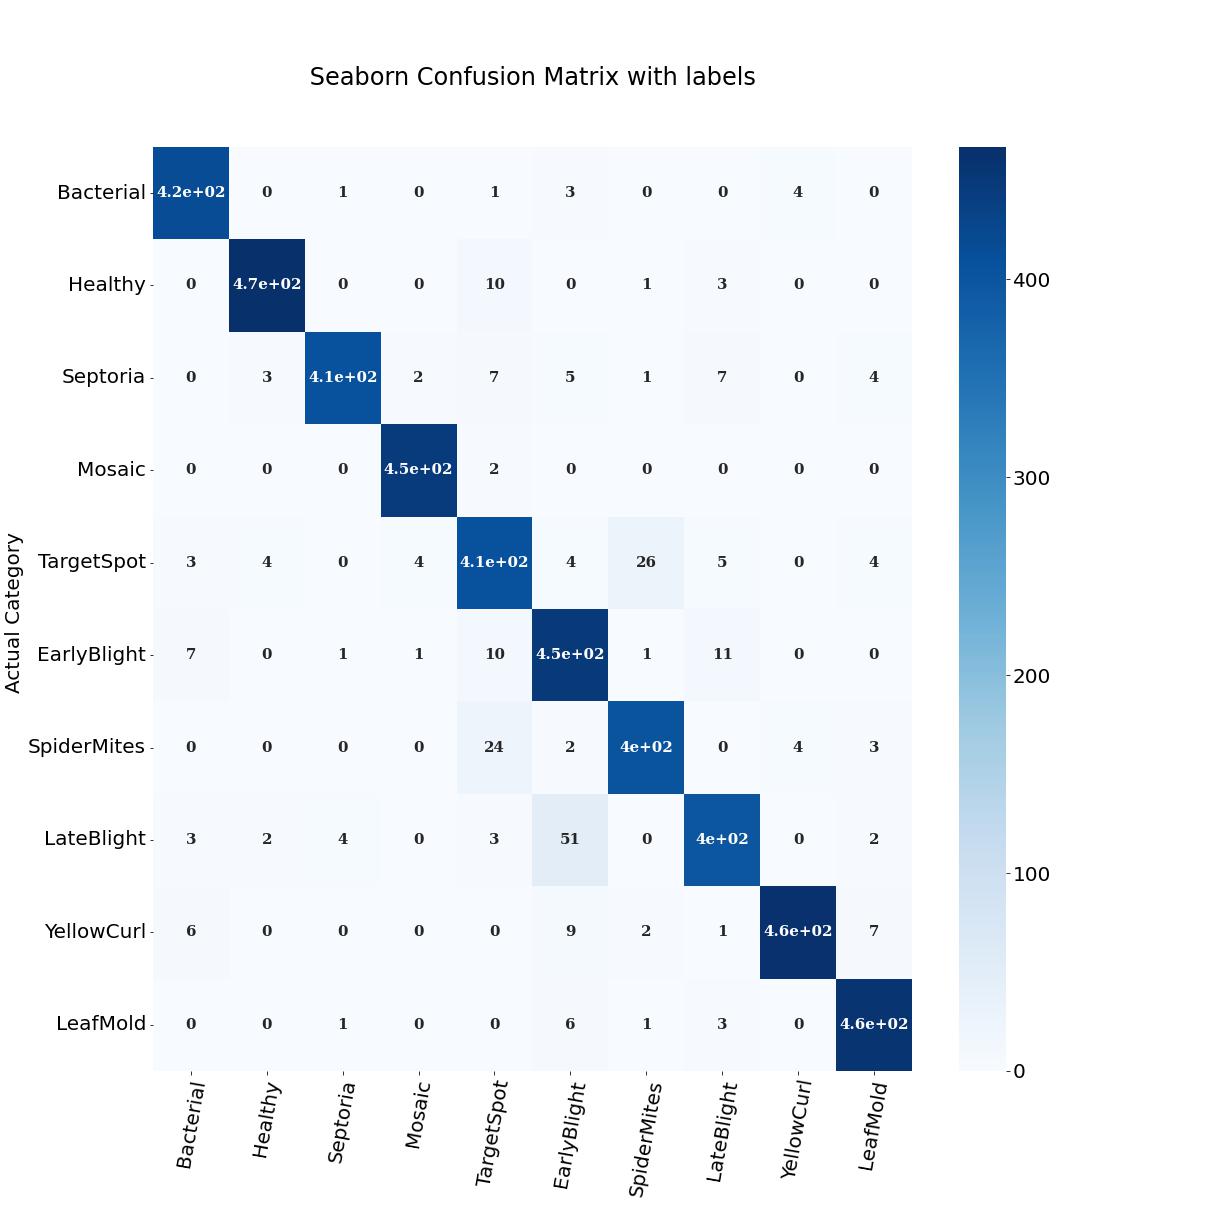 Seaborn Confusion Matrix with labels
Actual Category
Bacterial 4.2e+02 0 1 0 1 3 0 0 4 0
Healthy 0 4.7e+02 0 0 10 0 1 3 0 0
Septoria 0 3 4.1e+02 2 7 5 1 7 0 4
Mosaic 0 0 0 4.5e+02 2 0 0 0 0 0
TargetSpot 3 4 0 4 4.1e+02 4 26 5 0 4
EarlyBlight 7 0 1 1 10 4.5e+02 1 11 0 0
SpiderMites 0 0 0 0 24 2 4e+02 0 4 3
LateBlight 3 2 4 0 3 51 0 4e+02 0 2
YellowCurl 6 0 0 0 0 9 2 1 4.6e+02 7
LeafMold 0 0 1 0 0 6 1 3 0 4.6e+02
Bacterial Healthy Septoria Mosaic TargetSpot EarlyBlight SpiderMites LateBlight YellowCurl LeafMold
400
300
200
100
0